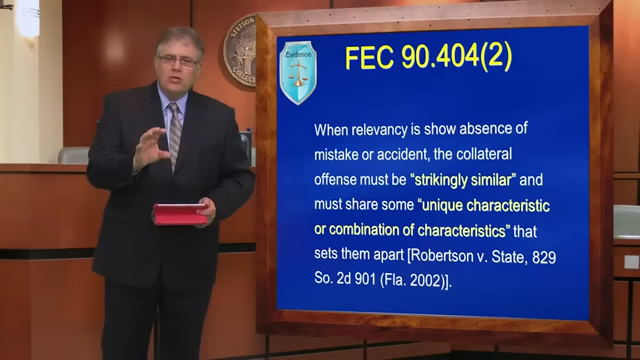 STETSON
COLLEGE
Evidence
FEC 90.404(2)
When relevancy is show absence of
mistake or accident, the collateral
offense must be “strikingly similar” and
must share some “unique characteristic
or combination of characteristics” that
sets them apart [Robertson v. State, 829
So. 2d 901 (Fla. 2002)].